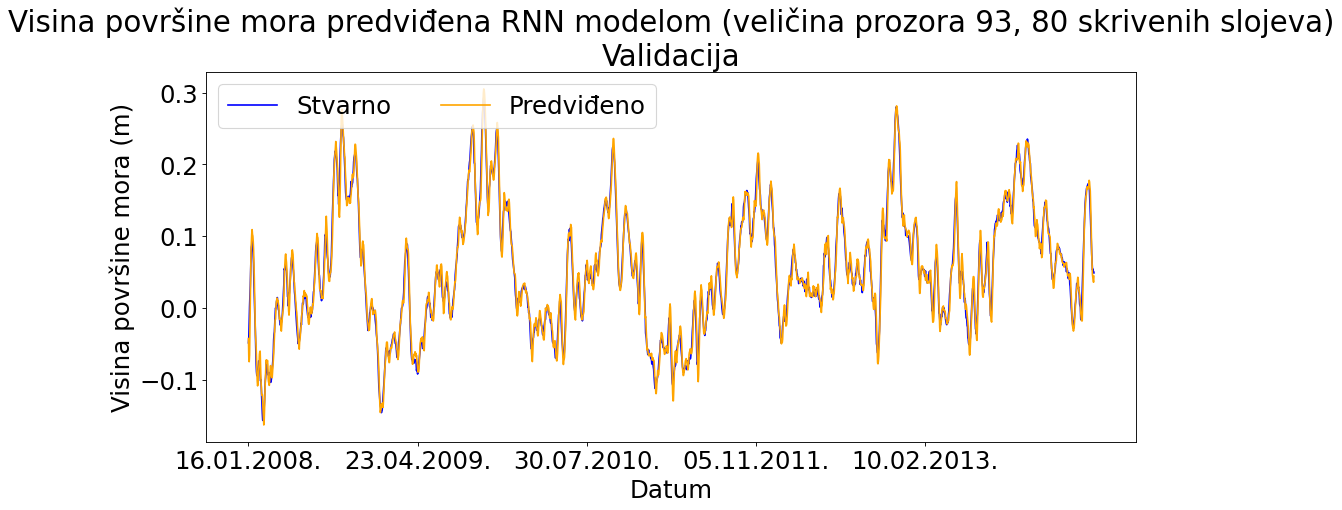 Visina površine mora predviđena RNN modelom (veličina prozora 93, 80 skrivenih slojeva)
Validacija
Stvarno
Predviđeno
Visina površine mora (m)
0.3
0.2
0.1
0.0
−0.1
16.01.2008.
23.04.2009.
30.07.2010.
05.11.2011.
10.02.2013.
Datum